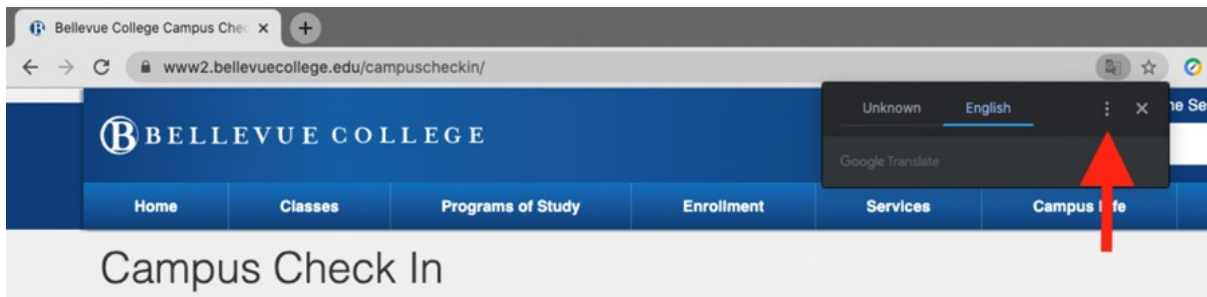 Bellevue College Campus Chec
www2.bellevuecollege.edu/campuscheckin/
Unknown English
Google Translate
BELLEVUE COLLEGE
Home Classes Programs of Study Enrollment Services Campus
Campus Check In